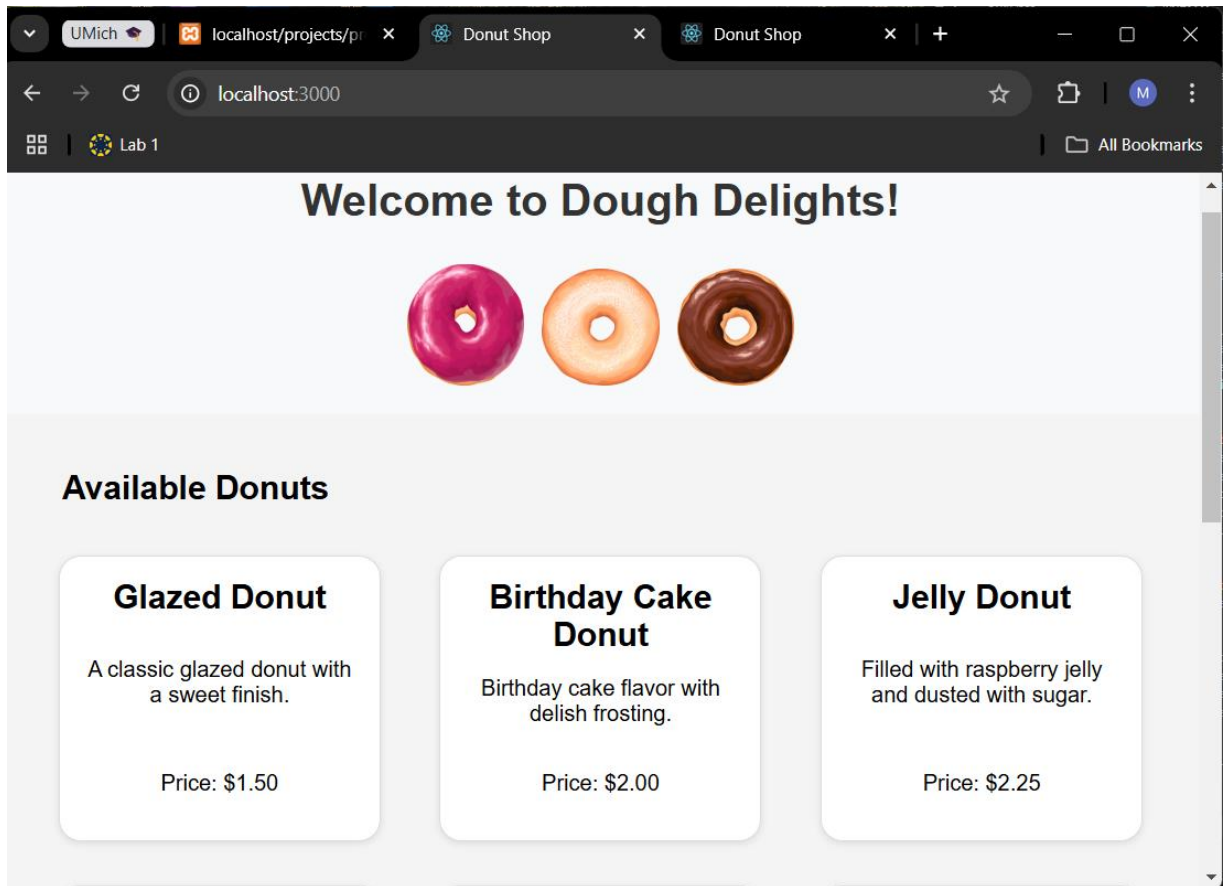 UMich 🎓
localhost/projects/pr
Donut Shop
Donut Shop
localhost:3000
M
Lab 1
All Bookmarks
Welcome to Dough Delights!
Available Donuts
Glazed Donut
A classic glazed donut with
a sweet finish.
Price: $1.50
Birthday Cake
Donut
Birthday cake flavor with
delish frosting.
Price: $2.00
Jelly Donut
Filled with raspberry jelly
and dusted with sugar.
Price: $2.25